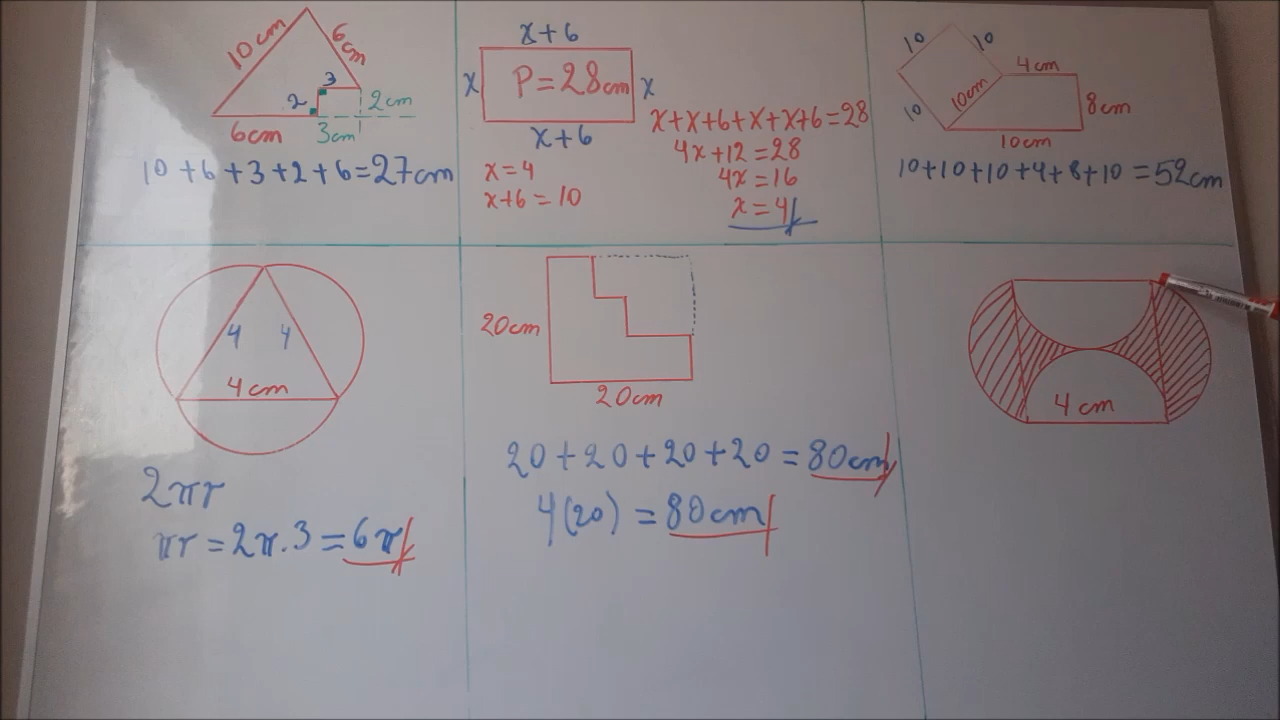 10cm
6cm
3
2
2cm
6cm
3cm
10+6+3+2+6=27cm
x+6
x
P=28cm
x
x+6
x+x+6+x+x+6=28
4x+12=28
4x=16
x=4
x=4
x+6=10
10
10
10
10cm
4cm
8cm
10cm
10+10+10+4+8+10=52cm
4
4
4cm
2πr
πr=2π.3=6π
20cm
20cm
20+20+20+20=80cm
4(20)=80cm
4cm